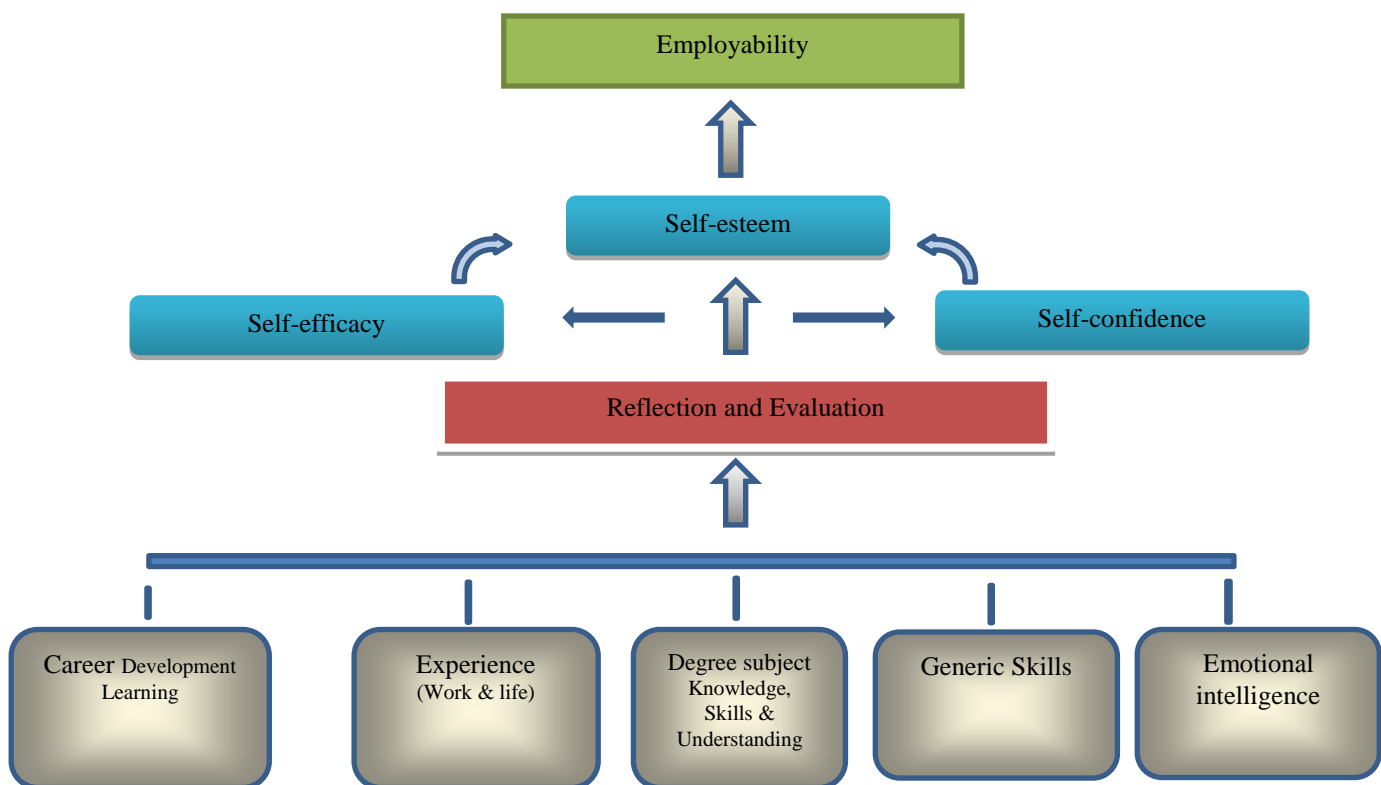 Employability
Self-esteem
Self-efficacy
Self-confidence
Reflection and Evaluation
Career Development
Learning
Experience
(Work & life)
Degree subject
Knowledge,
Skills &
Understanding
Generic Skills
Emotional
intelligence